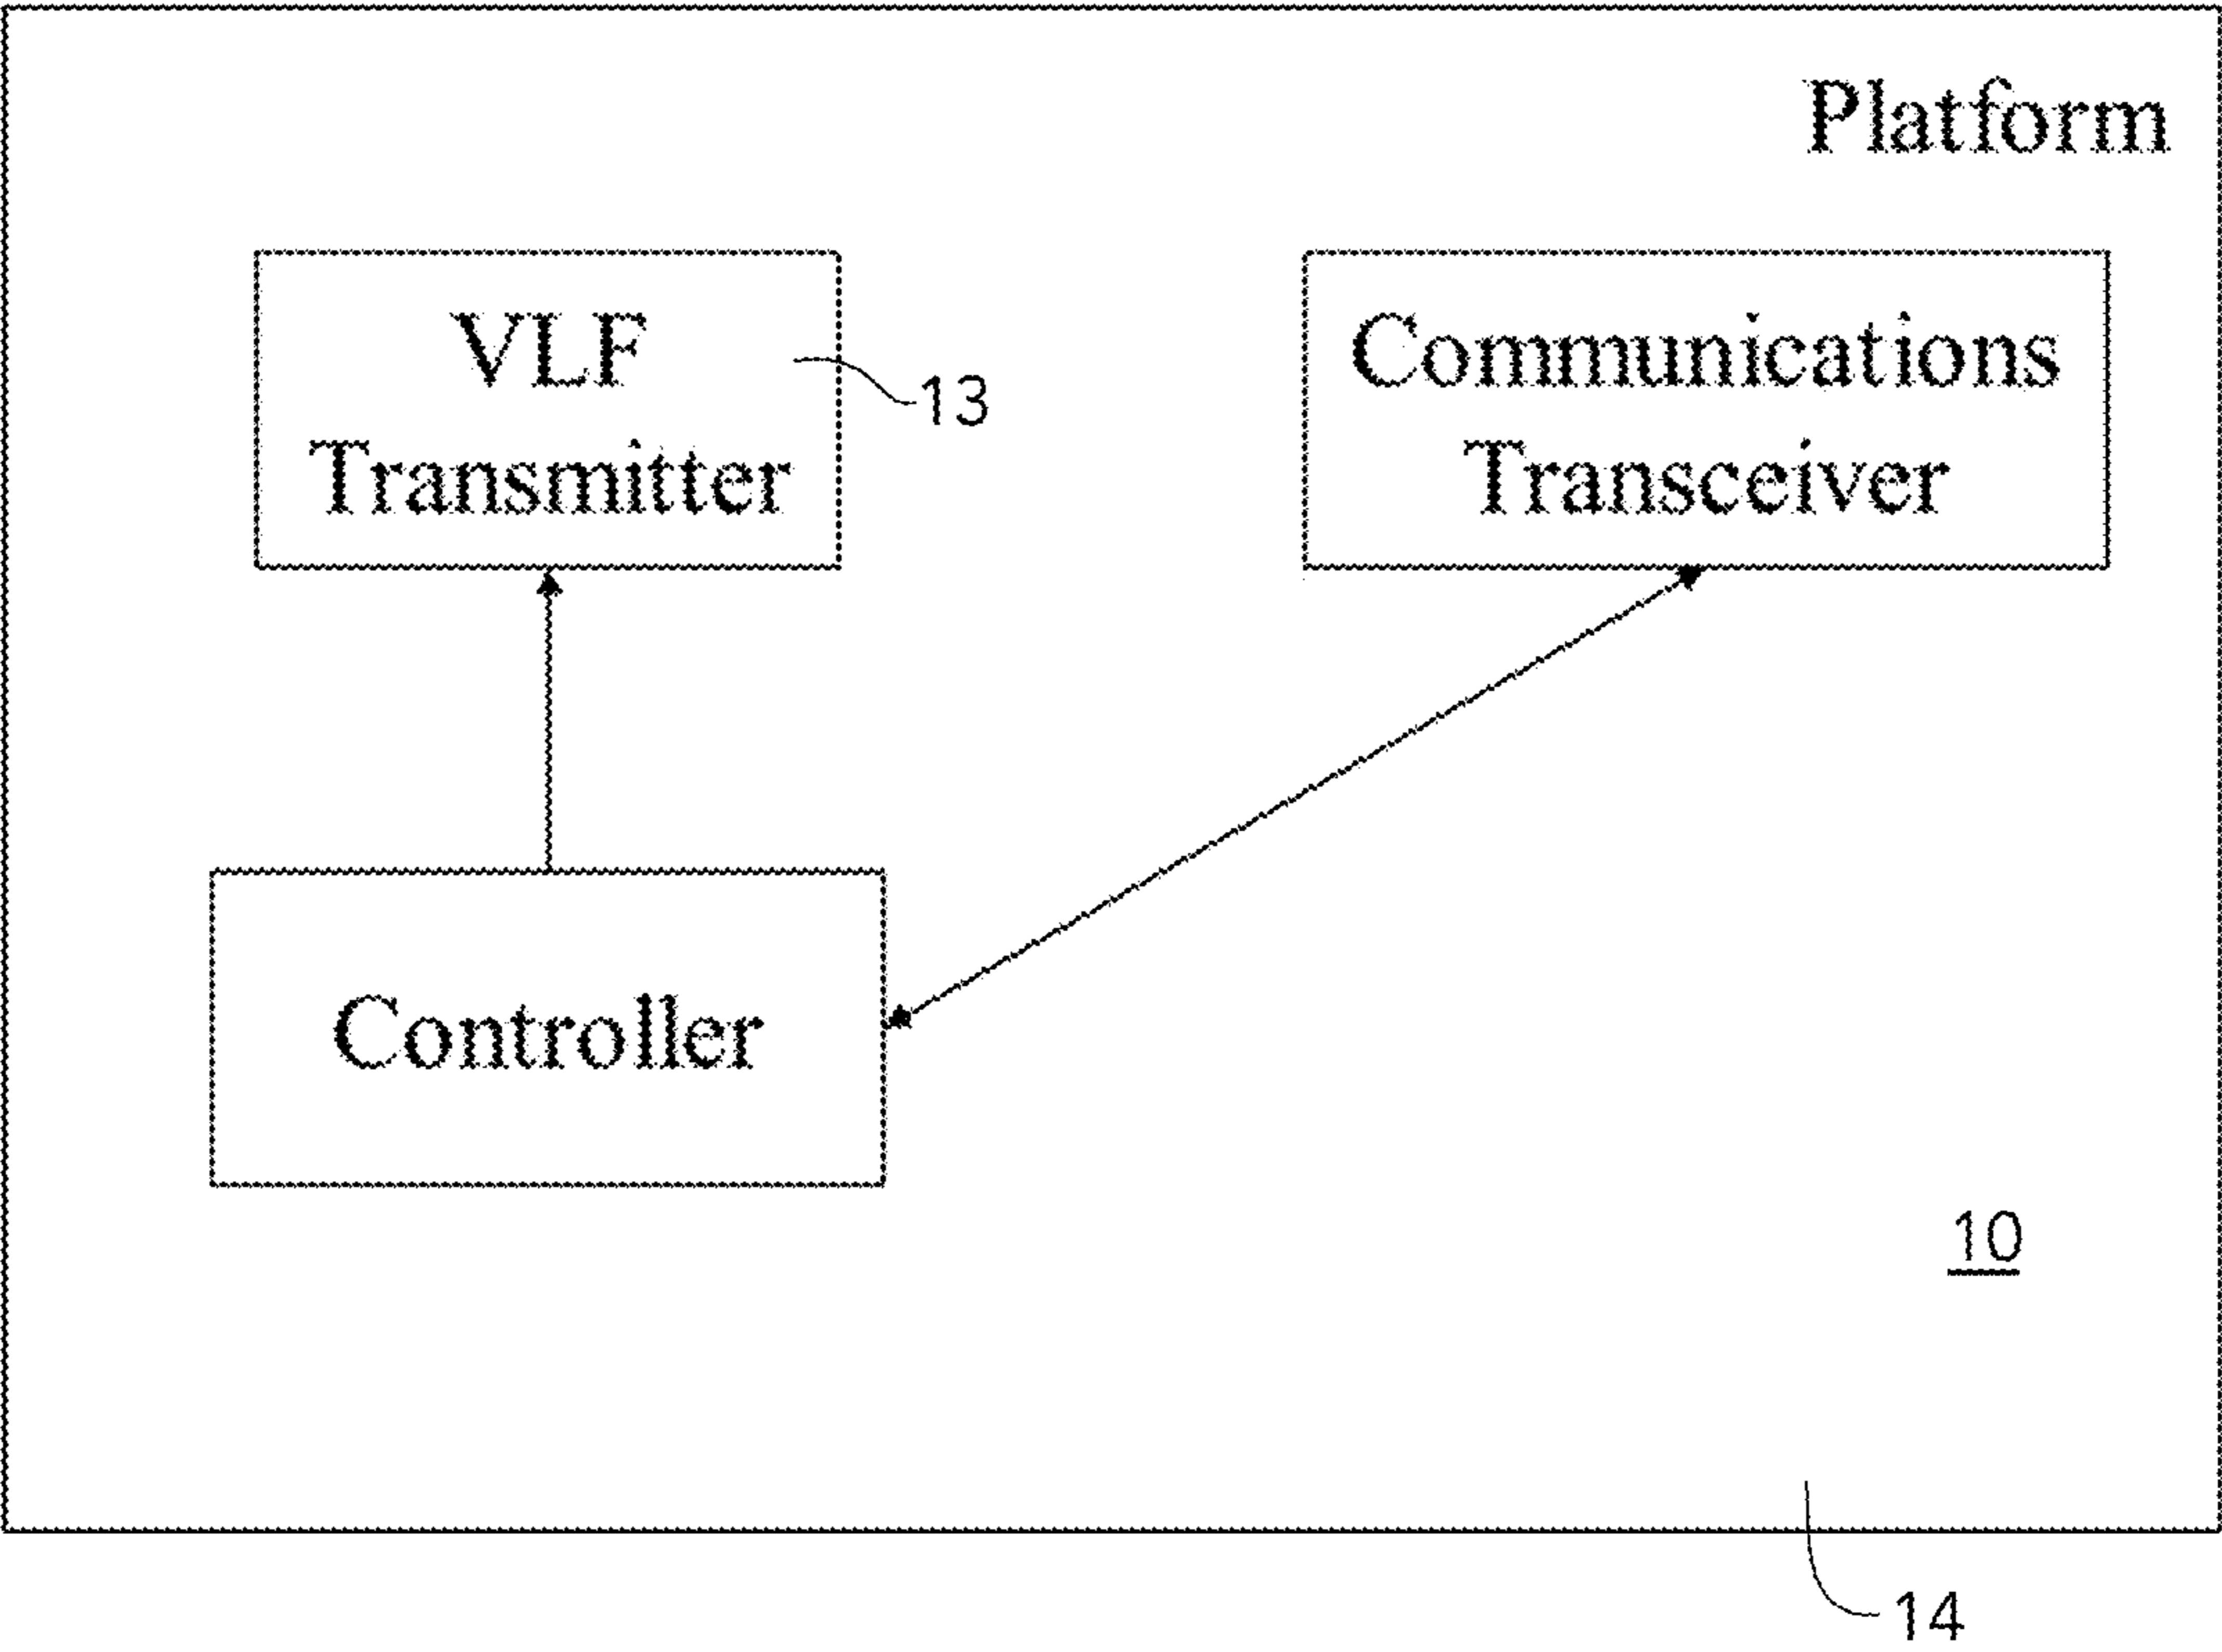 Platform
VLF
Transmitter
13
Communications
Transceiver
Controller
10
14